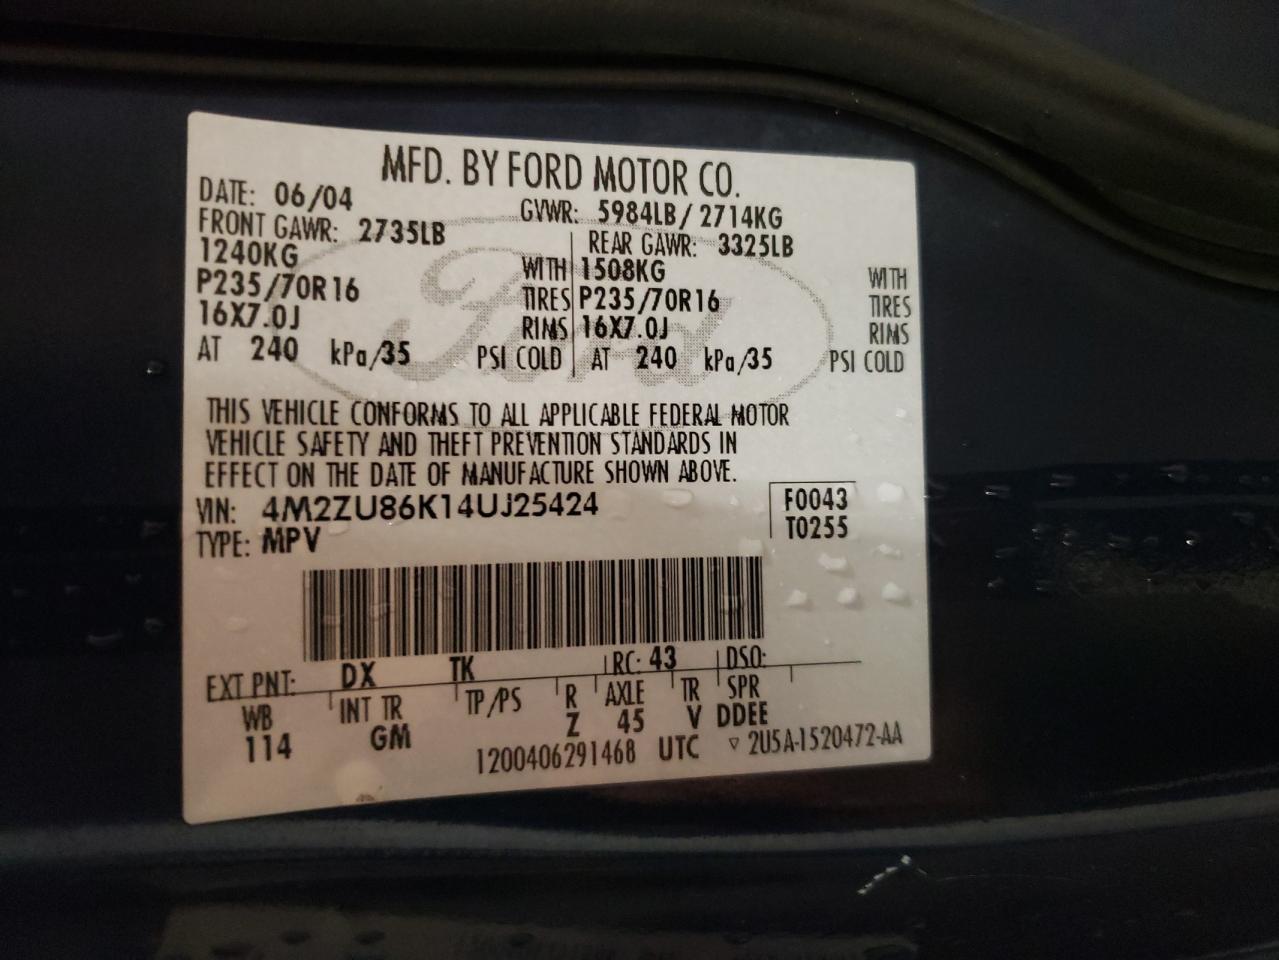 MFD. BY FORD MOTOR CO.
DATE: 06/04 GVWR: 5984LB/ 2714KG
FRONT GAWR: 2735LB REAR GAWR: 3325LB
1240KG WITH 1508KG WITH
P235/70R16 TIRES P235/70R16 TIRES
16X7.0J RIMS 16X7.0J RIMS
AT 240 kPa/35 PSI COLD AT 240 kPa/35 PSI COLD
Ford
THIS VEHICLE CONFORMS TO ALL APPLICABLE FEDERAL MOTOR
VEHICLE SAFETY AND THEFT PREVENTION STANDARDS IN
EFFECT ON THE DATE OF MANUFACTURE SHOWN ABOVE.
VIN: 4M2ZU86K14UJ25424 F0043
TYPE: MPV T0255
EXT PNT: DX TK RC: 43 DSO:
WB INT TR TP/PS R AXLE TR SPR
114 GM Z 45 V DDEE
1200406291468 UTC ▽ 2U5A-1520472-AA